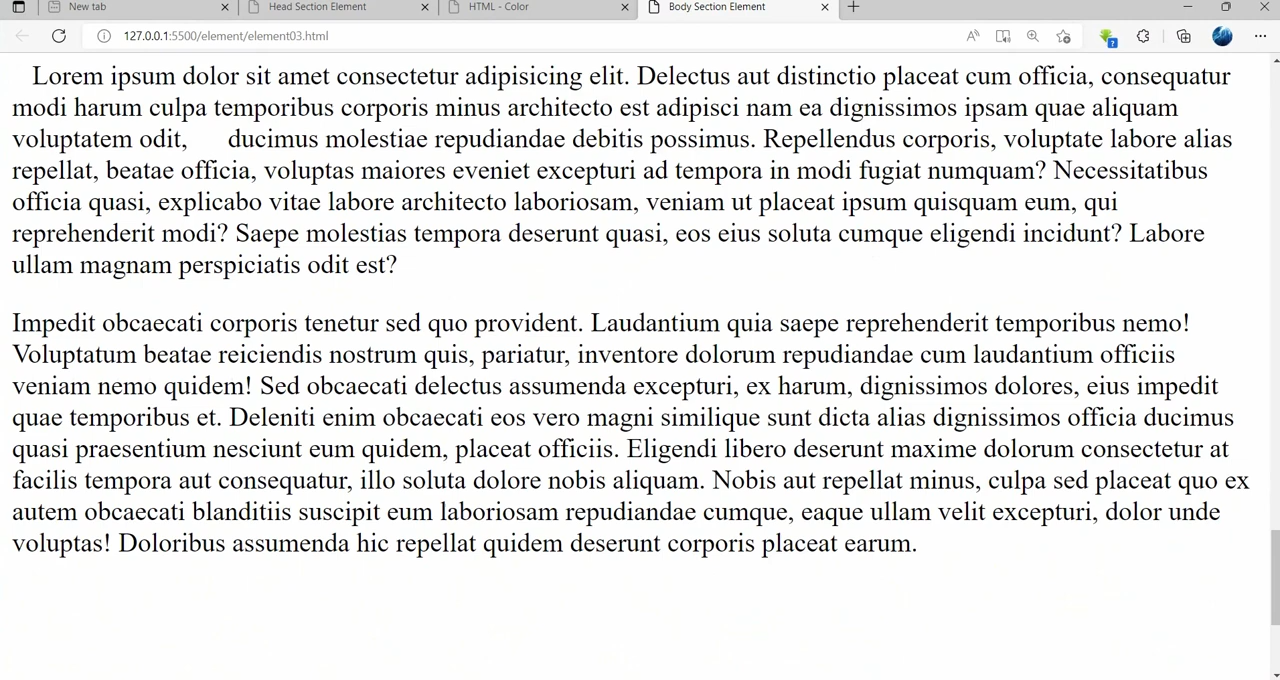 New tab
Head Section Element
HTML - Color
Body Section Element
127.0.0.1:5500/element/element03.html
Lorem ipsum dolor sit amet consectetur adipisicing elit. Delectus aut distinctio placeat cum officia, consequatur
modi harum culpa temporibus corporis minus architecto est adipisci nam ea dignissimos ipsam quae aliquam
voluptatem odit, ducimus molestiae repudiandae debitis possimus. Repellendus corporis, voluptate labore alias
repellat, beatae officia, voluptas maiores eveniet excepturi ad tempora in modi fugiat numquam? Necessitatibus
officia quasi, explicabo vitae labore architecto laboriosam, veniam ut placeat ipsum quisquam eum, qui
reprehenderit modi? Saepe molestias tempora deserunt quasi, eos eius soluta cumque eligendi incidunt? Labore
ullam magnam perspiciatis odit est?
Impedit obcaecati corporis tenetur sed quo provident. Laudantium quia saepe reprehenderit temporibus nemo!
Voluptatum beatae reiciendis nostrum quis, pariatur, inventore dolorum repudiandae cum laudantium officiis
veniam nemo quidem! Sed obcaecati delectus assumenda excepturi, ex harum, dignissimos dolores, eius impedit
quae temporibus et. Deleniti enim obcaecati eos vero magni similique sunt dicta alias dignissimos officia ducimus
quasi praesentium nesciunt eum quidem, placeat officiis. Eligendi libero deserunt maxime dolorum consectetur at
facilis tempora aut consequatur, illo soluta dolore nobis aliquam. Nobis aut repellat minus, culpa sed placeat quo ex
autem obcaecati blanditiis suscipit eum laboriosam repudiandae cumque, eaque ullam velit excepturi, dolor unde
voluptas! Doloribus assumenda hic repellat quidem deserunt corporis placeat earum.